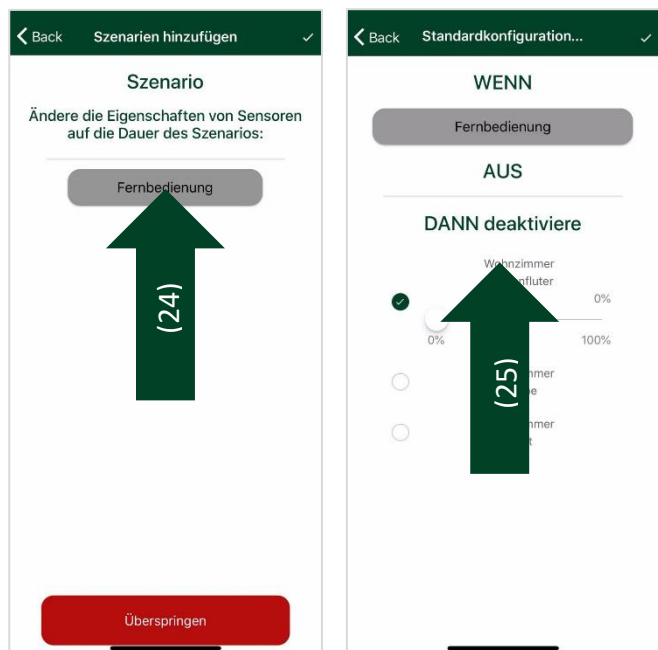 Back Szenarien hinzufügen
Szenario
Ändere die Eigenschaften von Sensoren
auf die Dauer des Szenarios:
Fernbedienung
(24)
Überspringen
Back Standardkonfiguration...
WENN
Fernbedienung
AUS
DANN deaktiviere
Wohnzimmer
0%
0% 100%
(25)